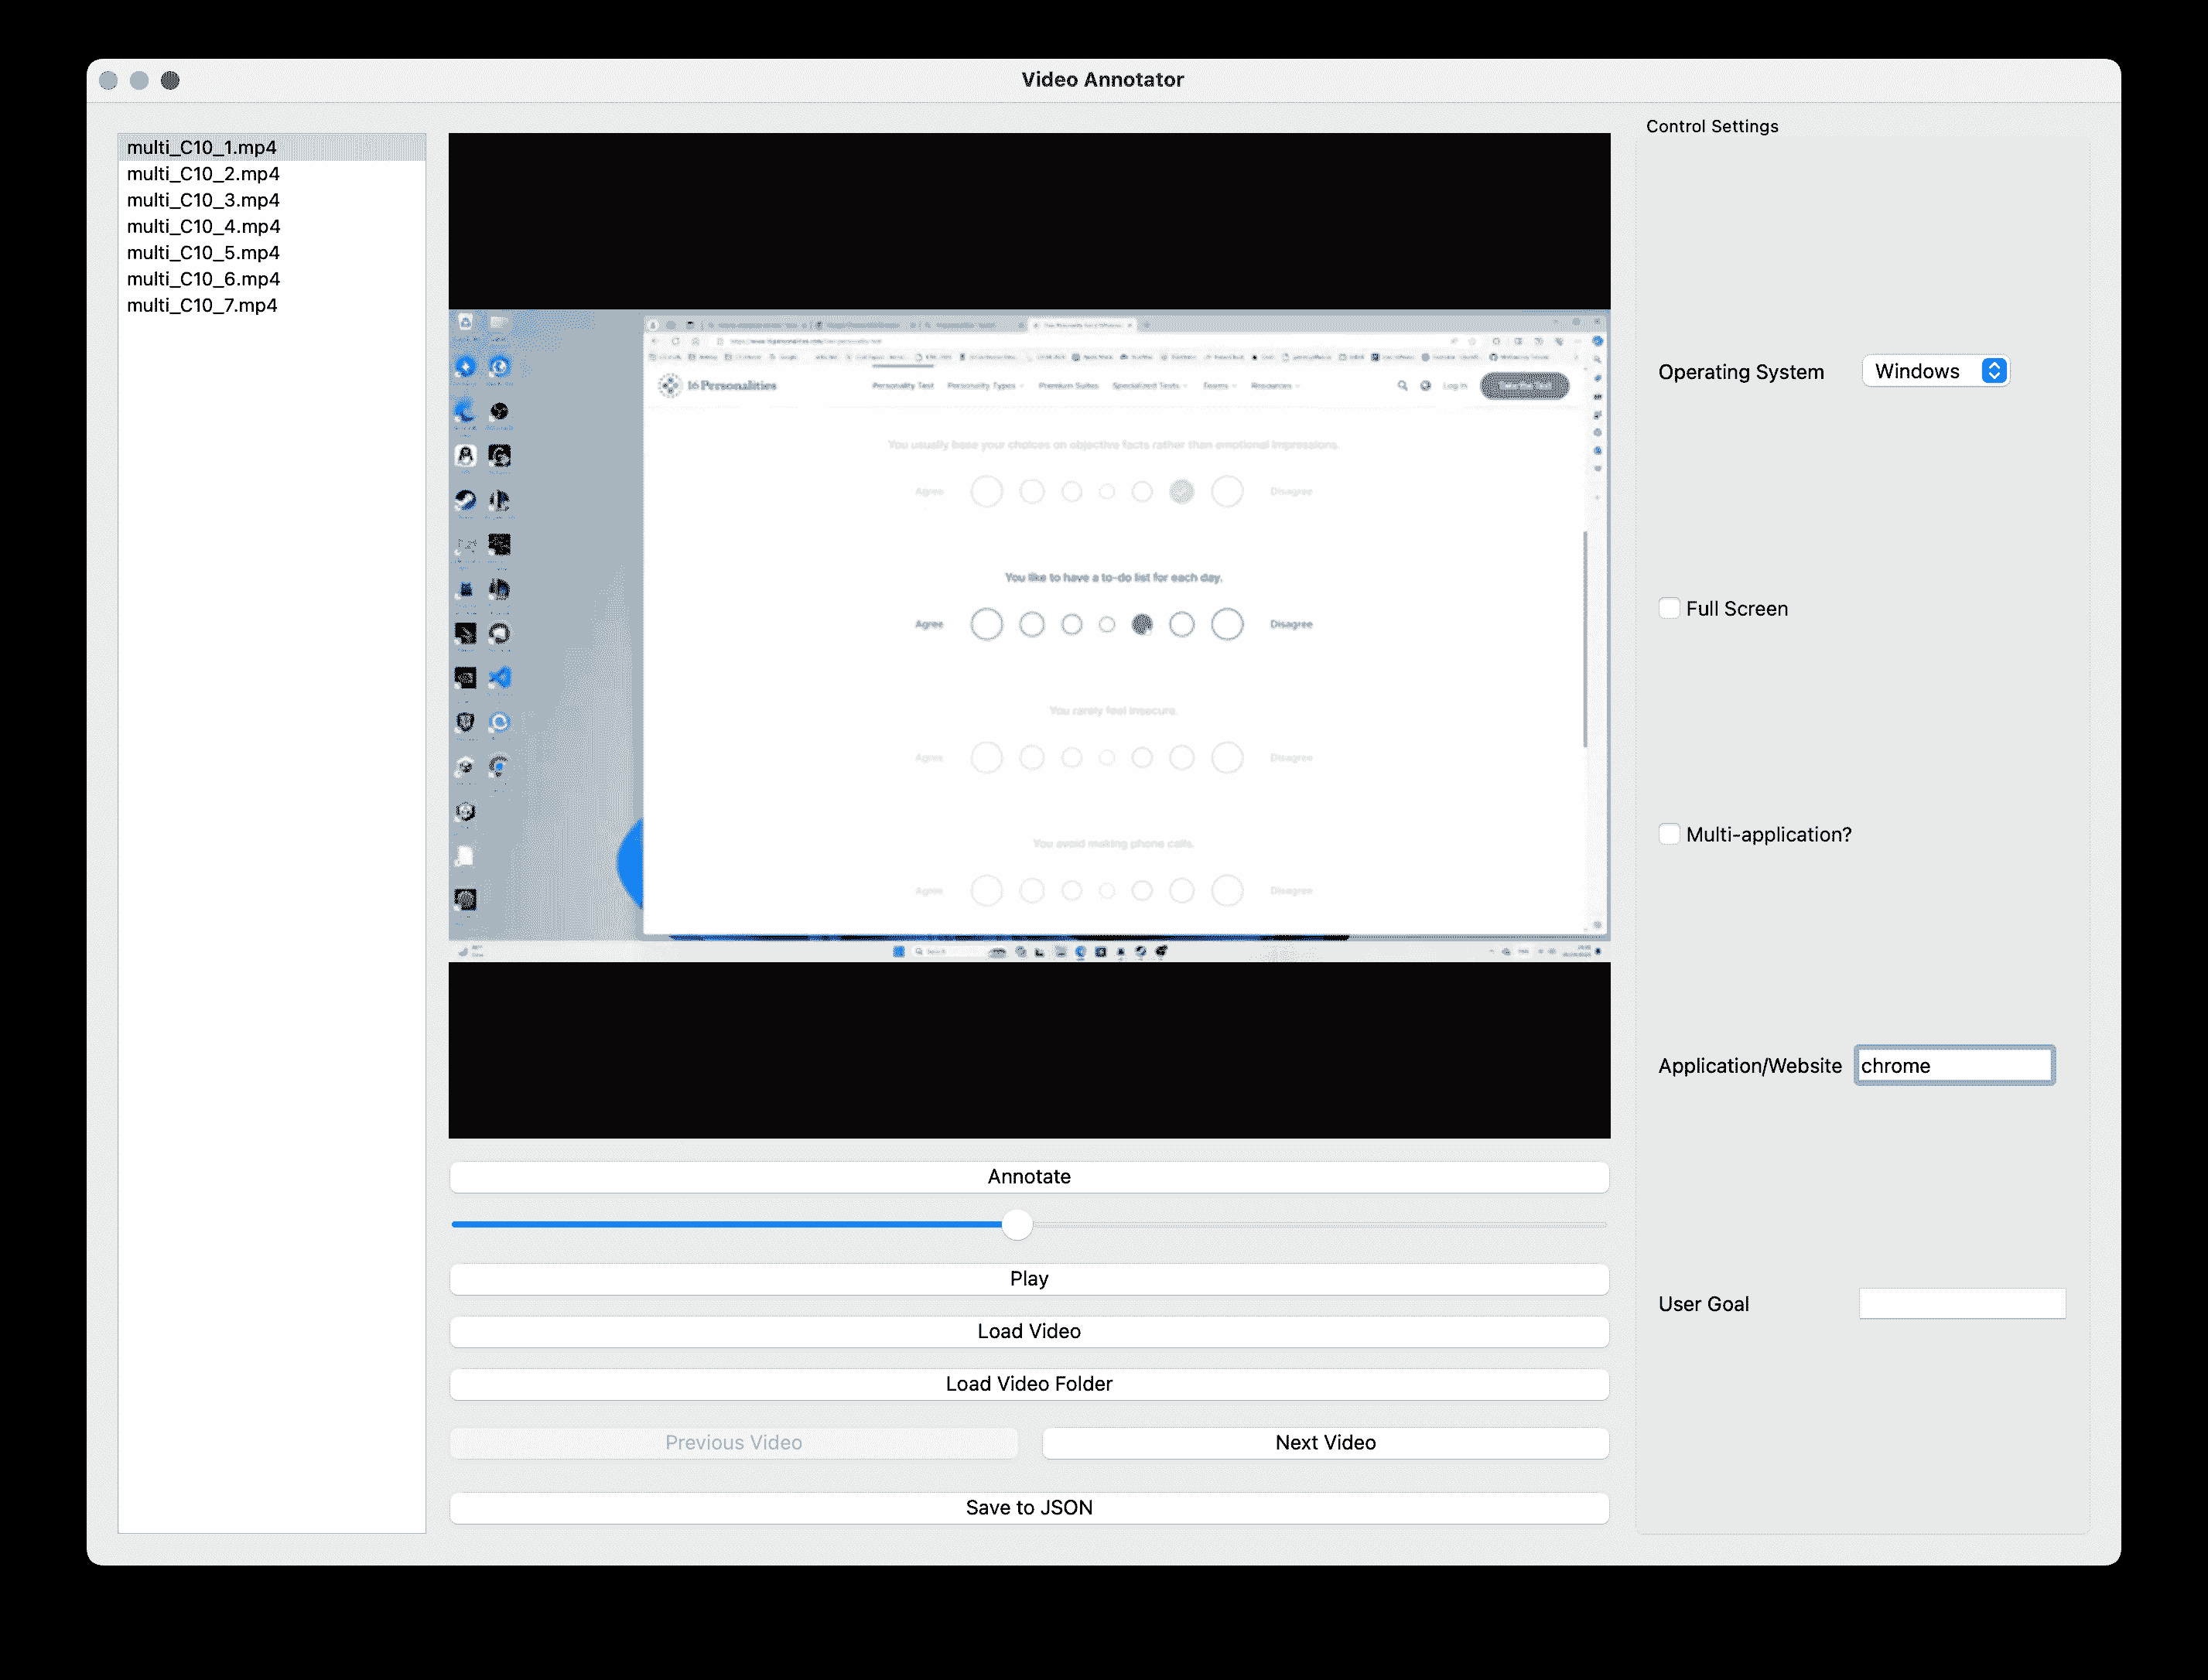 Video Annotator
multi_C10_1.mp4
multi_C10_2.mp4
multi_C10_3.mp4
multi_C10_4.mp4
multi_C10_5.mp4
multi_C10_6.mp4
multi_C10_7.mp4
16 Personalities
Personality Test Personality Types Premium Suites Specialized Tests Teams Resources Log In Take the Test
You usually base your choices on objective facts rather than emotional impressions.
Agree Disagree
You like to have a to-do list for each day.
Agree Disagree
You rarely feel insecure.
Agree Disagree
You avoid making phone calls.
Agree Disagree
Search
Annotate
Play
Load Video
Load Video Folder
Previous Video Next Video
Save to JSON
Control Settings
Operating System Windows
Full Screen
Multi-application?
Application/Website chrome
User Goal